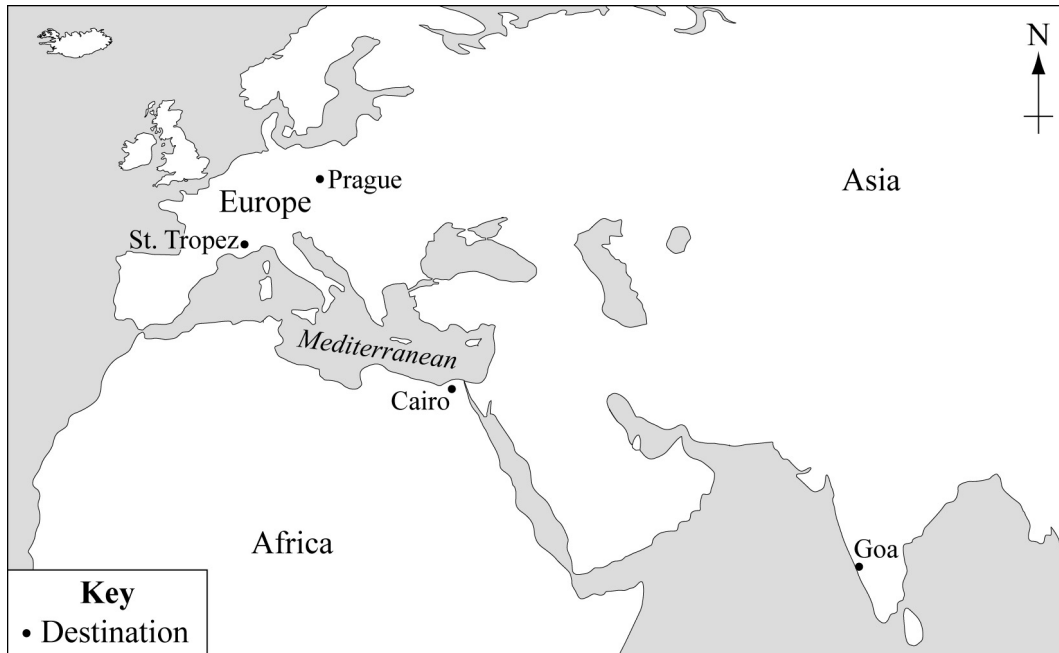 N
Asia
Prague
Europe
St. Tropez
Mediterranean
Cairo
Africa
Goa
Key
Destination